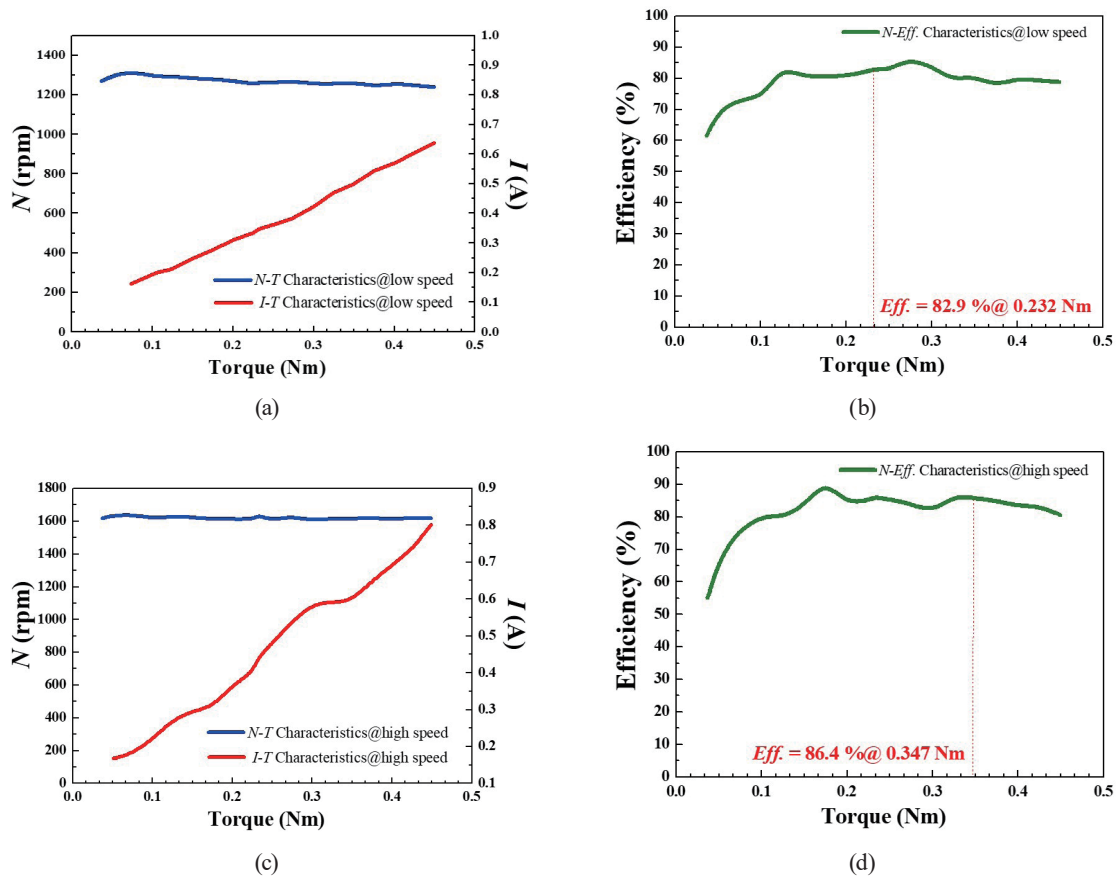 1400
1200
1000
800
600
400
200
0
N (rpm)
1.0
0.9
0.8
0.7
0.6
0.5
0.4
0.3
0.2
0.1
0.0
I (A)
N-T Characteristics@low speed
I-T Characteristics@low speed
0.0 0.1 0.2 0.3 0.4 0.5
Torque (Nm)
(a)
100
90
80
70
60
50
40
30
20
10
0
Efficiency (%)
N-Eff. Characteristics@low speed
Eff. = 82.9 %@ 0.232 Nm
0.0 0.1 0.2 0.3 0.4 0.5
Torque (Nm)
(b)
1800
1600
1400
1200
1000
800
600
400
200
0
N (rpm)
0.9
0.8
0.7
0.6
0.5
0.4
0.3
0.2
0.1
I (A)
N-T Characteristics@high speed
I-T Characteristics@high speed
0.0 0.1 0.2 0.3 0.4 0.5
Torque (Nm)
(c)
100
90
80
70
60
50
40
30
20
10
0
Efficiency (%)
N-Eff. Characteristics@high speed
Eff. = 86.4 %@ 0.347 Nm
0.0 0.1 0.2 0.3 0.4 0.5
Torque (Nm)
(d)